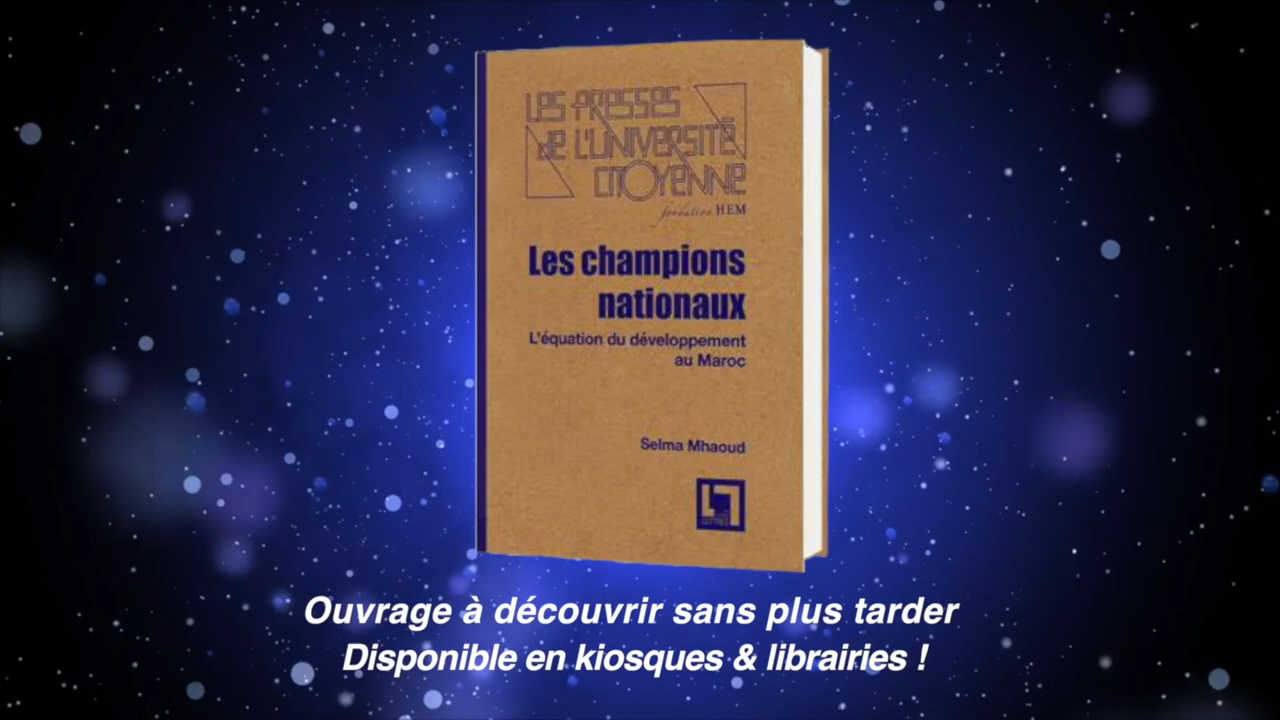 LES PRESSES
de L'UNIVERSITÉ
CITOYENNE
fondation HEM
Les champions
nationaux
L'équation du développement
au Maroc
Selma Mhaoud
Ouvrage à découvrir sans plus tarder
Disponible en kiosques & librairies !